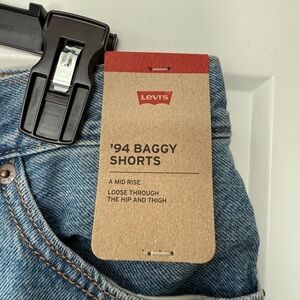 Levi's
'94 BAGGY
SHORTS
A MID RISE
LOOSE THROUGH
THE HIP AND THIGH